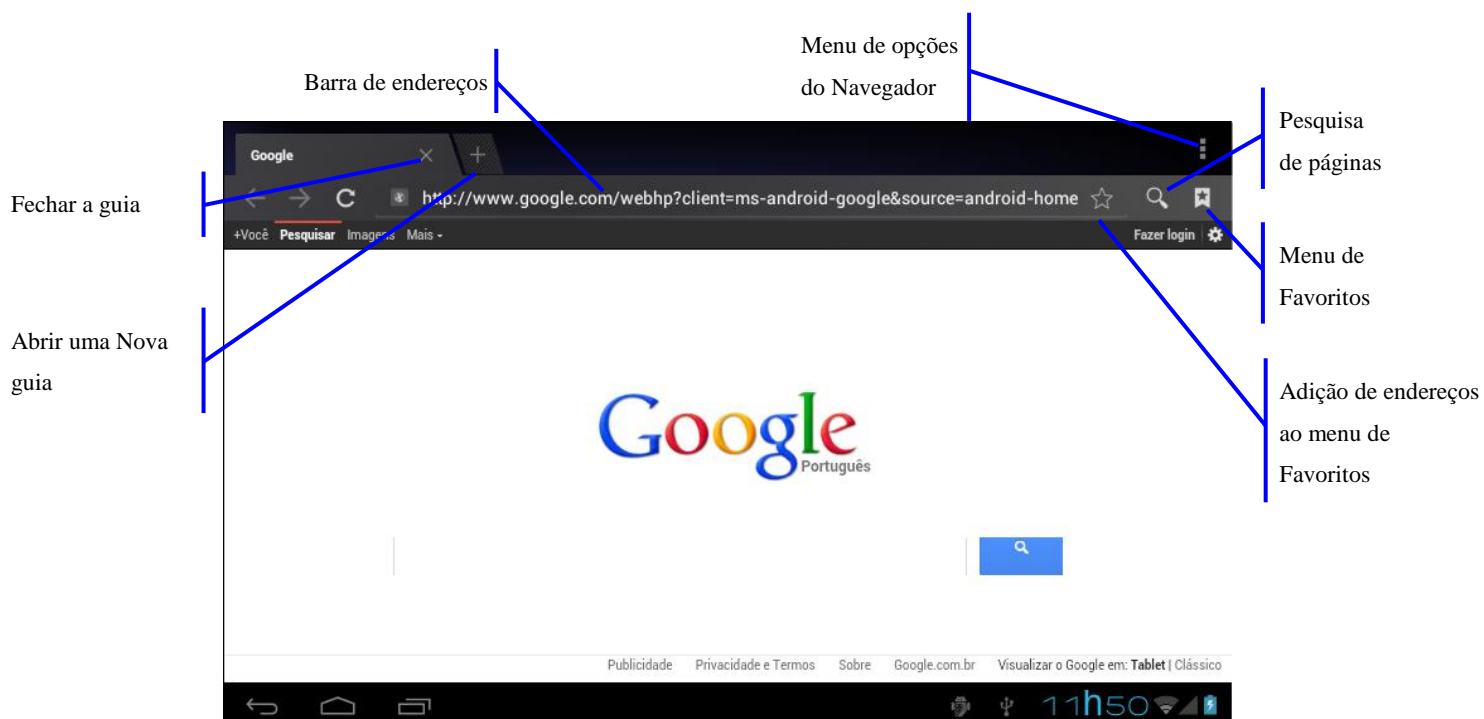 Menu de opções
do Navegador
Barra de endereços
Pesquisa
de páginas
Fechar a guia
Menu de
Favoritos
Abrir uma Nova
guia
Adição de endereços
ao menu de
Favoritos
Google
http://www.google.com/webhp?client=ms-android-google&source=android-home
+Você Pesquisar Imagens Mais
Fazer login
Google
Português
Publicidade Privacidade e Termos Sobre Google.com.br Visualizar o Google em: Tablet | Clássico
11h50